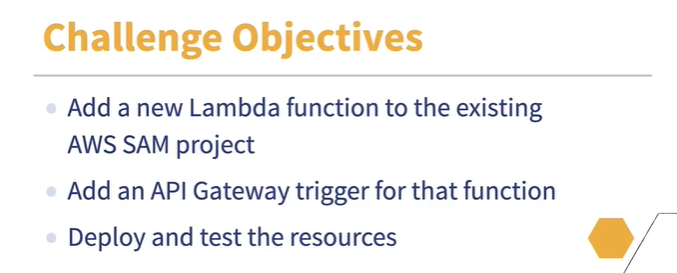 Challenge Objectives
Add a new Lambda function to the existing
AWS SAM project
Add an API Gateway trigger for that function
Deploy and test the resources